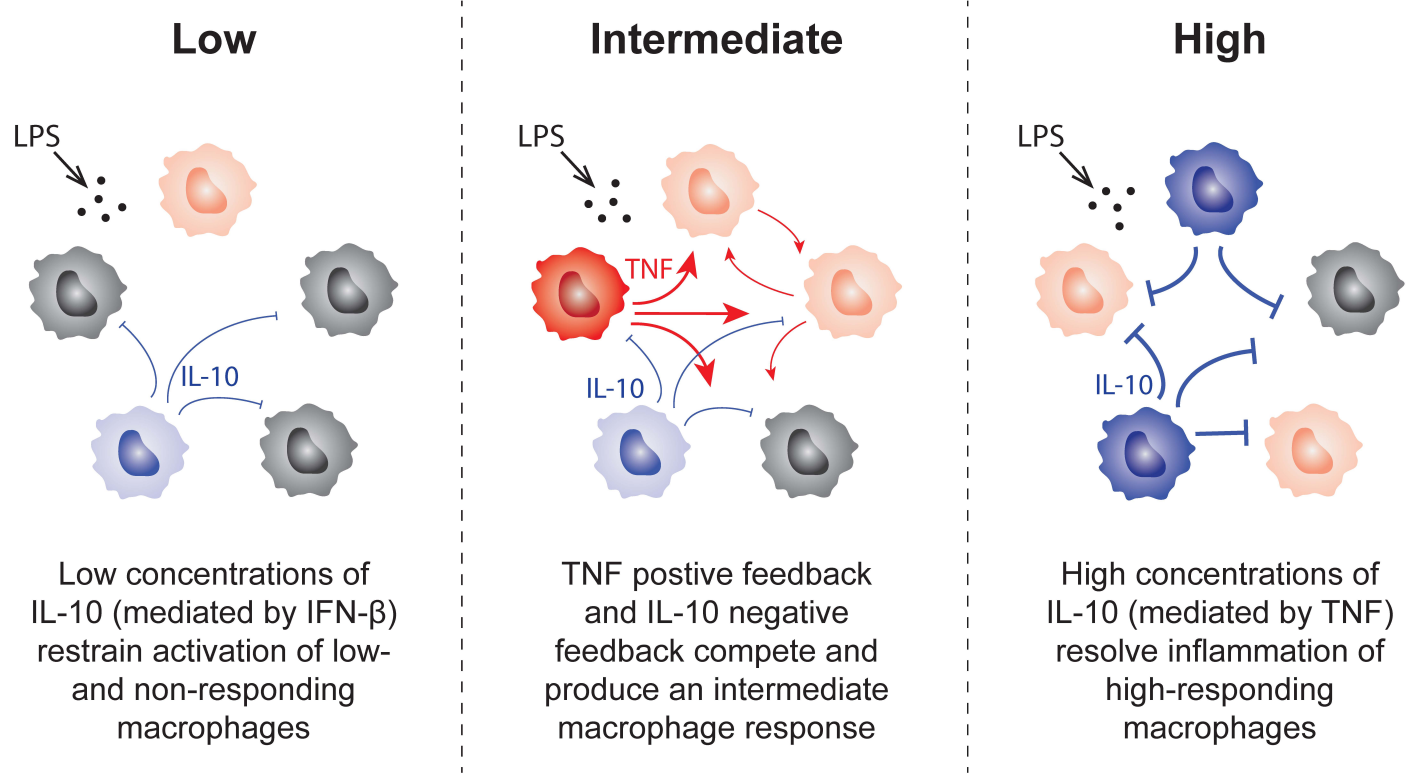 Low
LPS
IL-10
Low concentrations of
IL-10 (mediated by IFN-β)
restrain activation of low-
and non-responding
macrophages
Intermediate
LPS
TNF
IL-10
TNF postive feedback
and IL-10 negative
feedback compete and
produce an intermediate
macrophage response
High
LPS
IL-10
High concentrations of
IL-10 (mediated by TNF)
resolve inflammation of
high-responding
macrophages